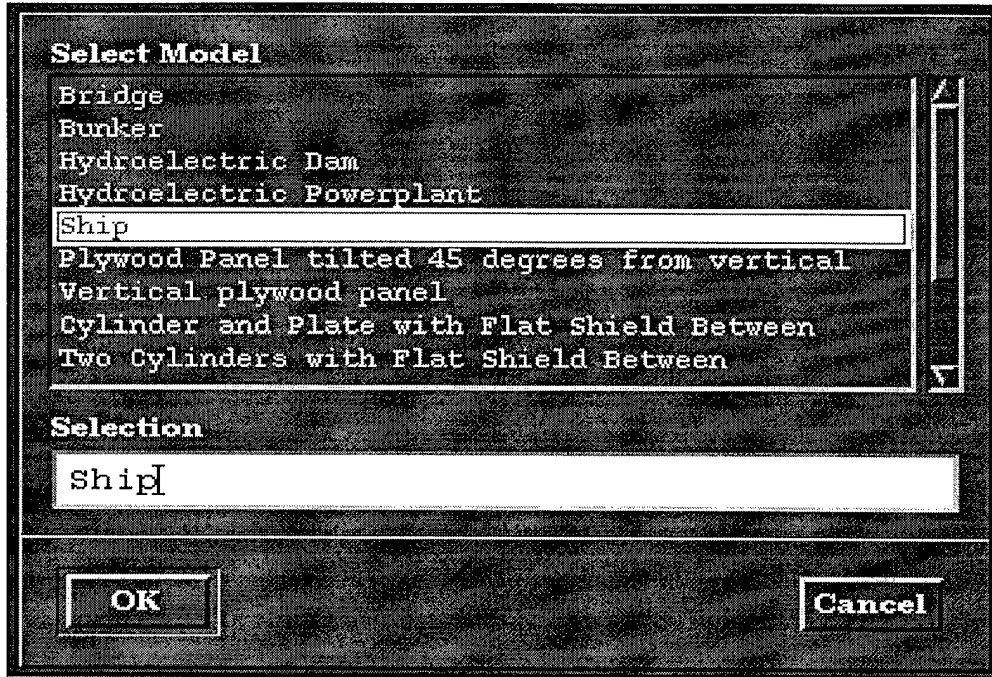 Select Model
Bridge
Bunker
Hydroelectric Dam
Hydroelectric Powerplant
Ship
Plywood Panel tilted 45 degrees from vertical
Vertical plywood panel
Cylinder and Plate with Flat Shield Between
Two Cylinders with Flat Shield Between
Selection
Ship
OK
Cancel